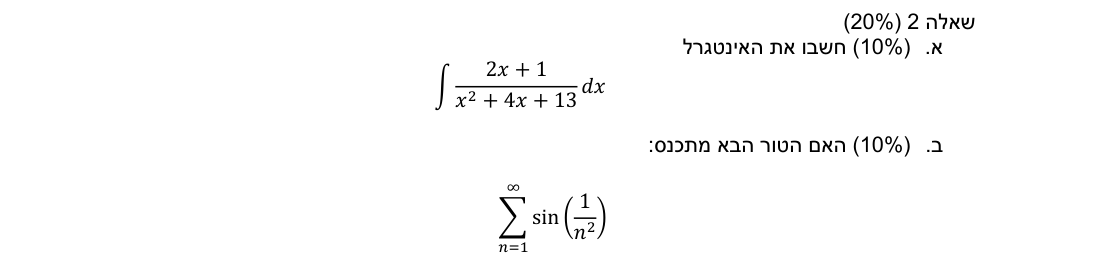 שאלה 2 (20%)
א. (10%) חשבו את האינטגרל
∫ (2x + 1)/(x² + 4x + 13) dx
ב. (10%) האם הטור הבא מתכנס:
∑_{n=1}^{∞} sin(1/n²)